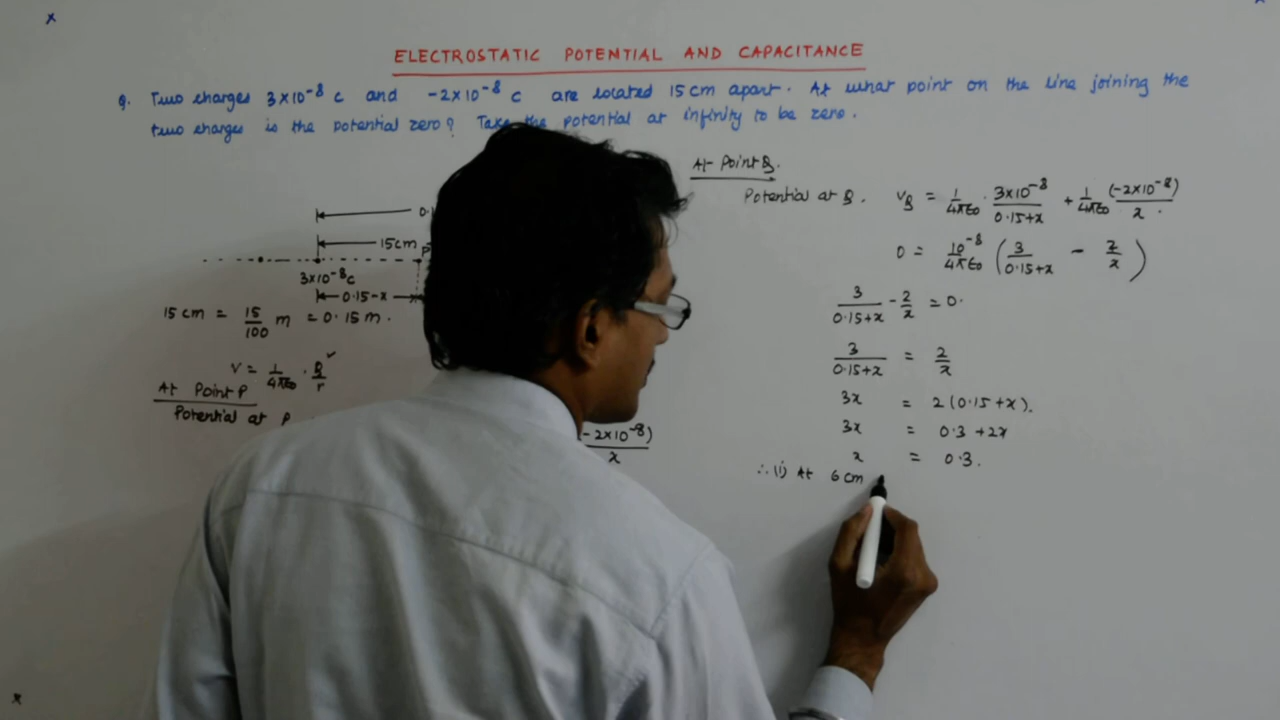 ELECTROSTATIC POTENTIAL AND CAPACITANCE
Q. Two charges 3×10⁻⁸ c and -2×10⁻⁸ c are located 15 cm apart. At what point on the line joining the
two charges is the potential zero? Take the potential at infinity to be zero.
0.
15cm P
3×10⁻⁸c
0.15-x
15 cm = 15/100 m = 0.15 m.
V = 1/4πε₀ . Q/r
At Point P
Potential at P
(-2×10⁻⁸)/x
At Point Q.
Potential at Q. VQ = 1/4πε₀ . 3×10⁻⁸/0.15+x + 1/4πε₀ (-2×10⁻⁸)/x .
0 = 10⁻⁸/4πε₀ (3/0.15+x - 2/x)
3/0.15+x - 2/x = 0.
3/0.15+x = 2/x
3x = 2(0.15+x).
3x = 0.3+2x
x = 0.3.
∴ (i) At 6cm